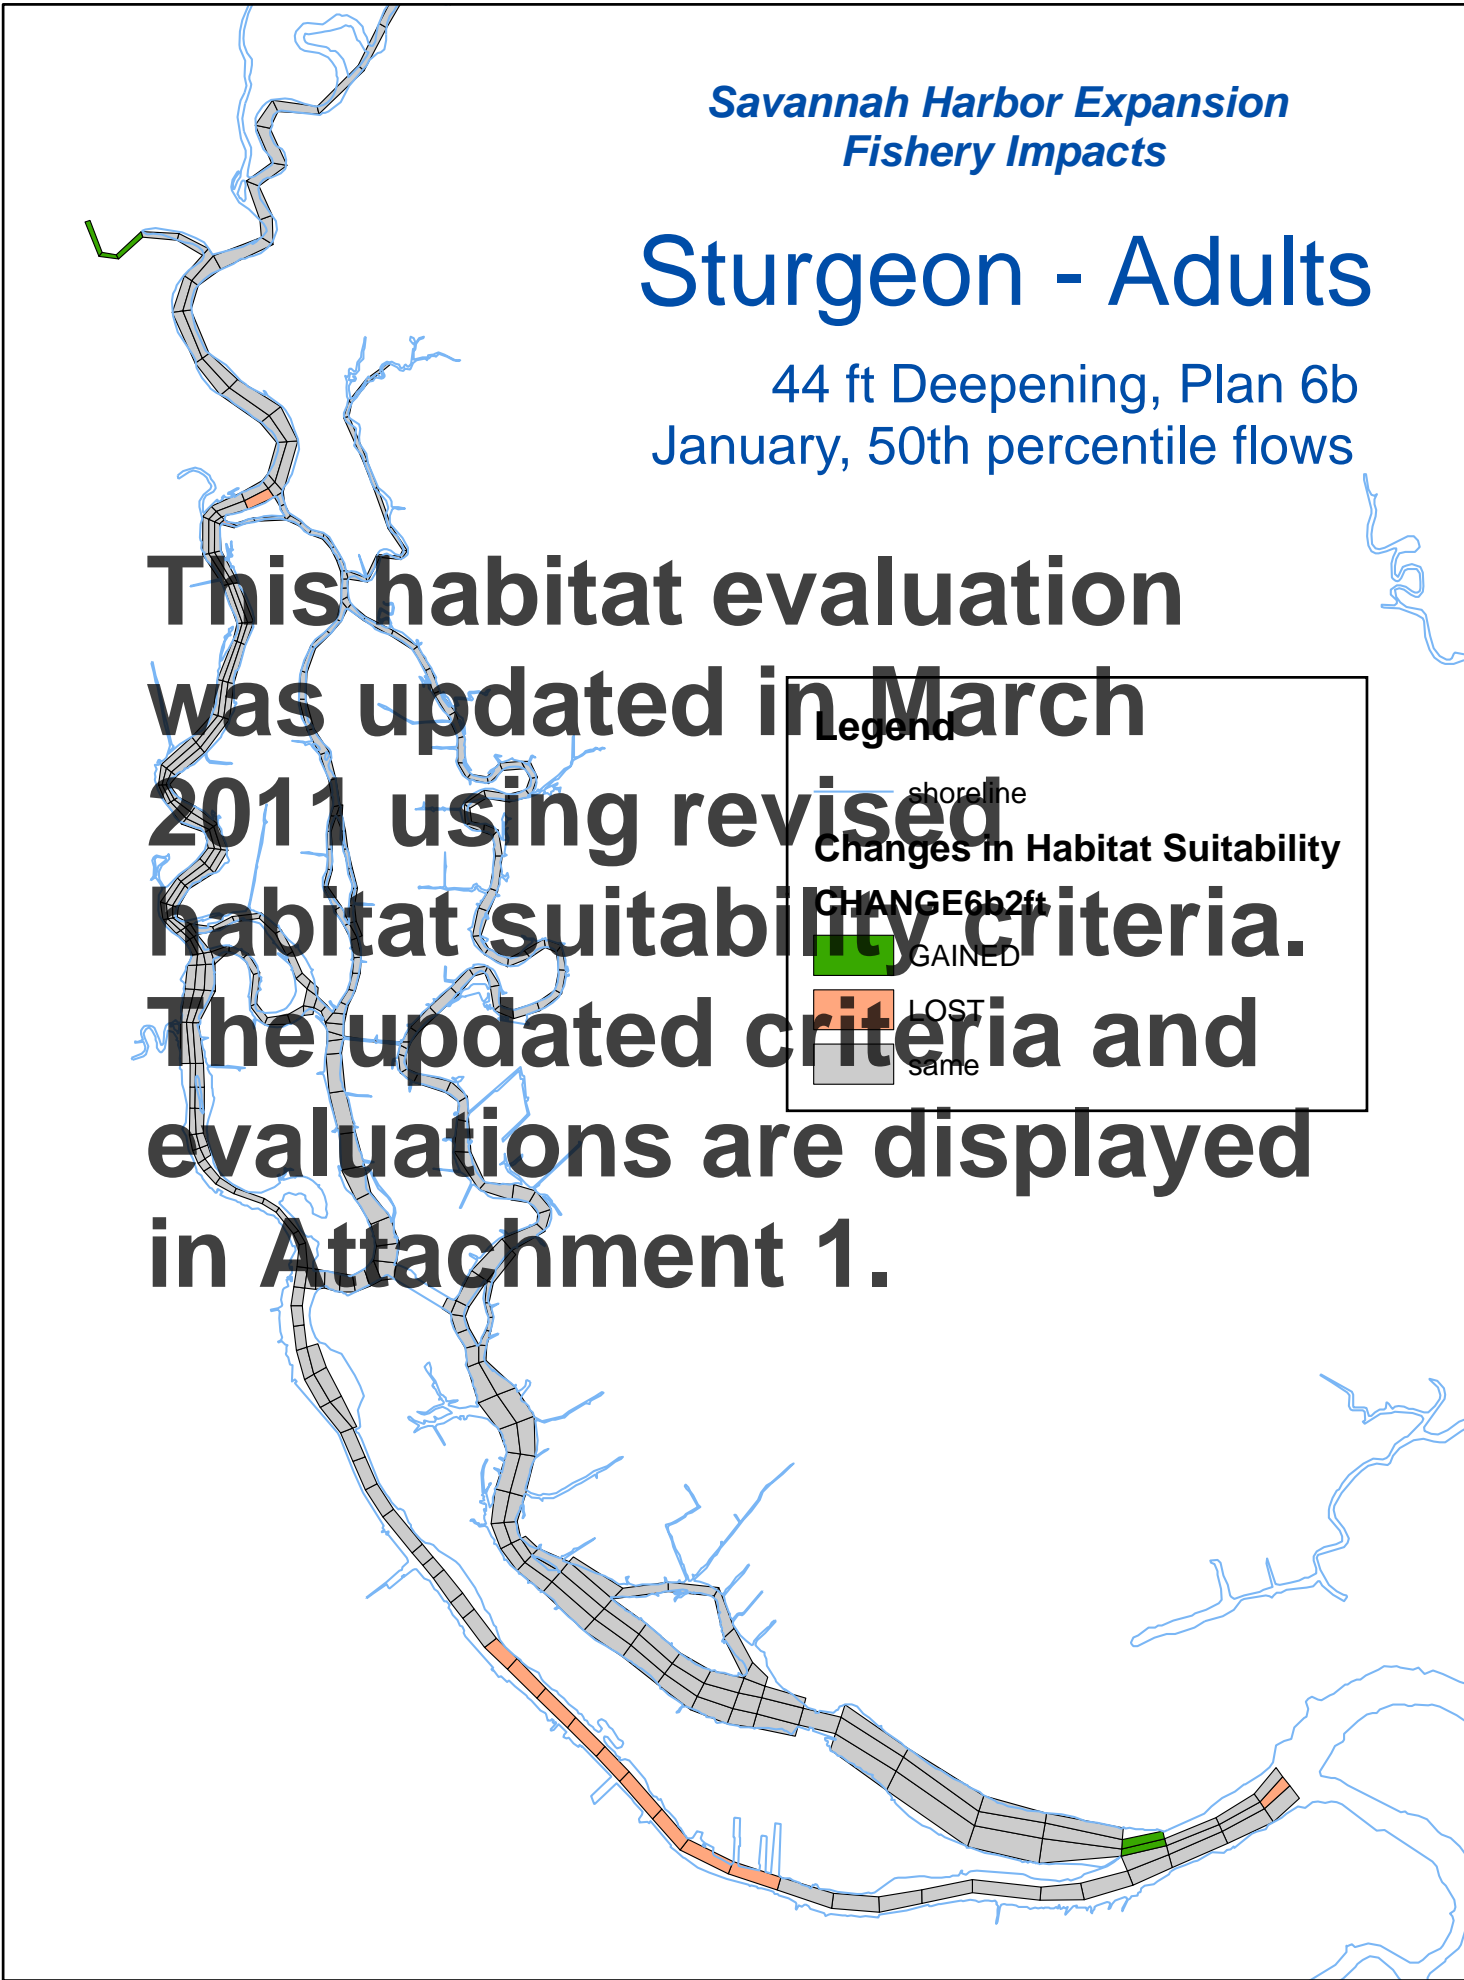 Savannah Harbor Expansion
Fishery Impacts
Sturgeon - Adults
44 ft Deepening, Plan 6b
January, 50th percentile flows
This habitat evaluation
was updated in March
2011 using revised
habitat suitability criteria.
The updated criteria and
evaluations are displayed
in Attachment 1.
Legend
shoreline
Changes in Habitat Suitability
CHANGE6b2ft
GAINED
LOST
same